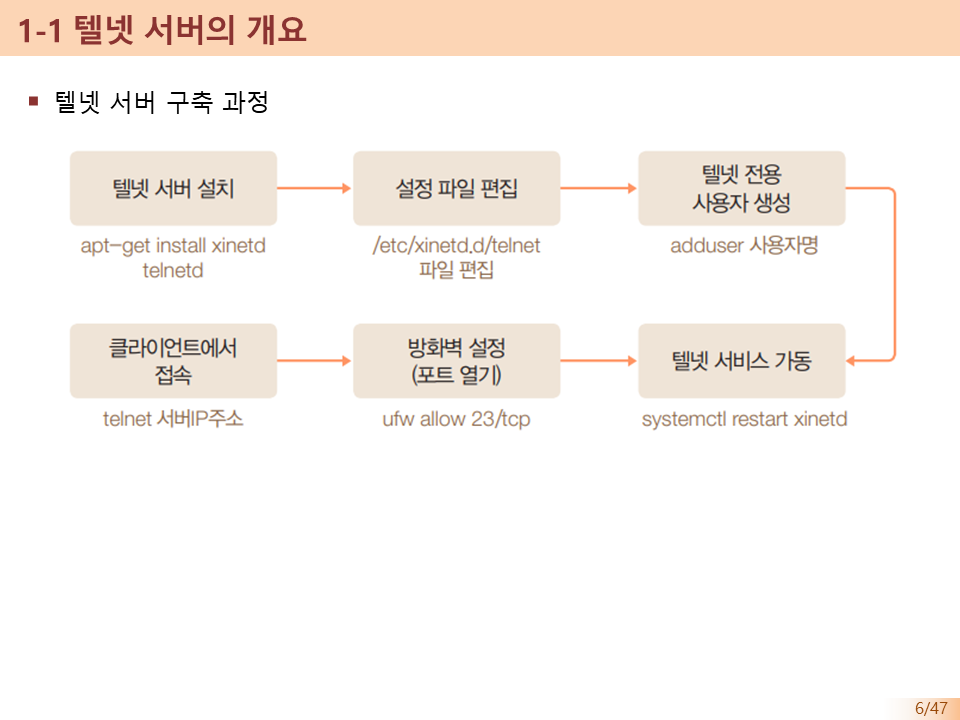 1-1 텔넷 서버의 개요
▪ 텔넷 서버 구축 과정
텔넷 서버 설치
apt-get install xinetd
telnetd
설정 파일 편집
/etc/xinetd.d/telnet
파일 편집
텔넷 전용
사용자 생성
adduser 사용자명
클라이언트에서
접속
telnet 서버IP주소
방화벽 설정
(포트 열기)
ufw allow 23/tcp
텔넷 서비스 가동
systemctl restart xinetd
6/47